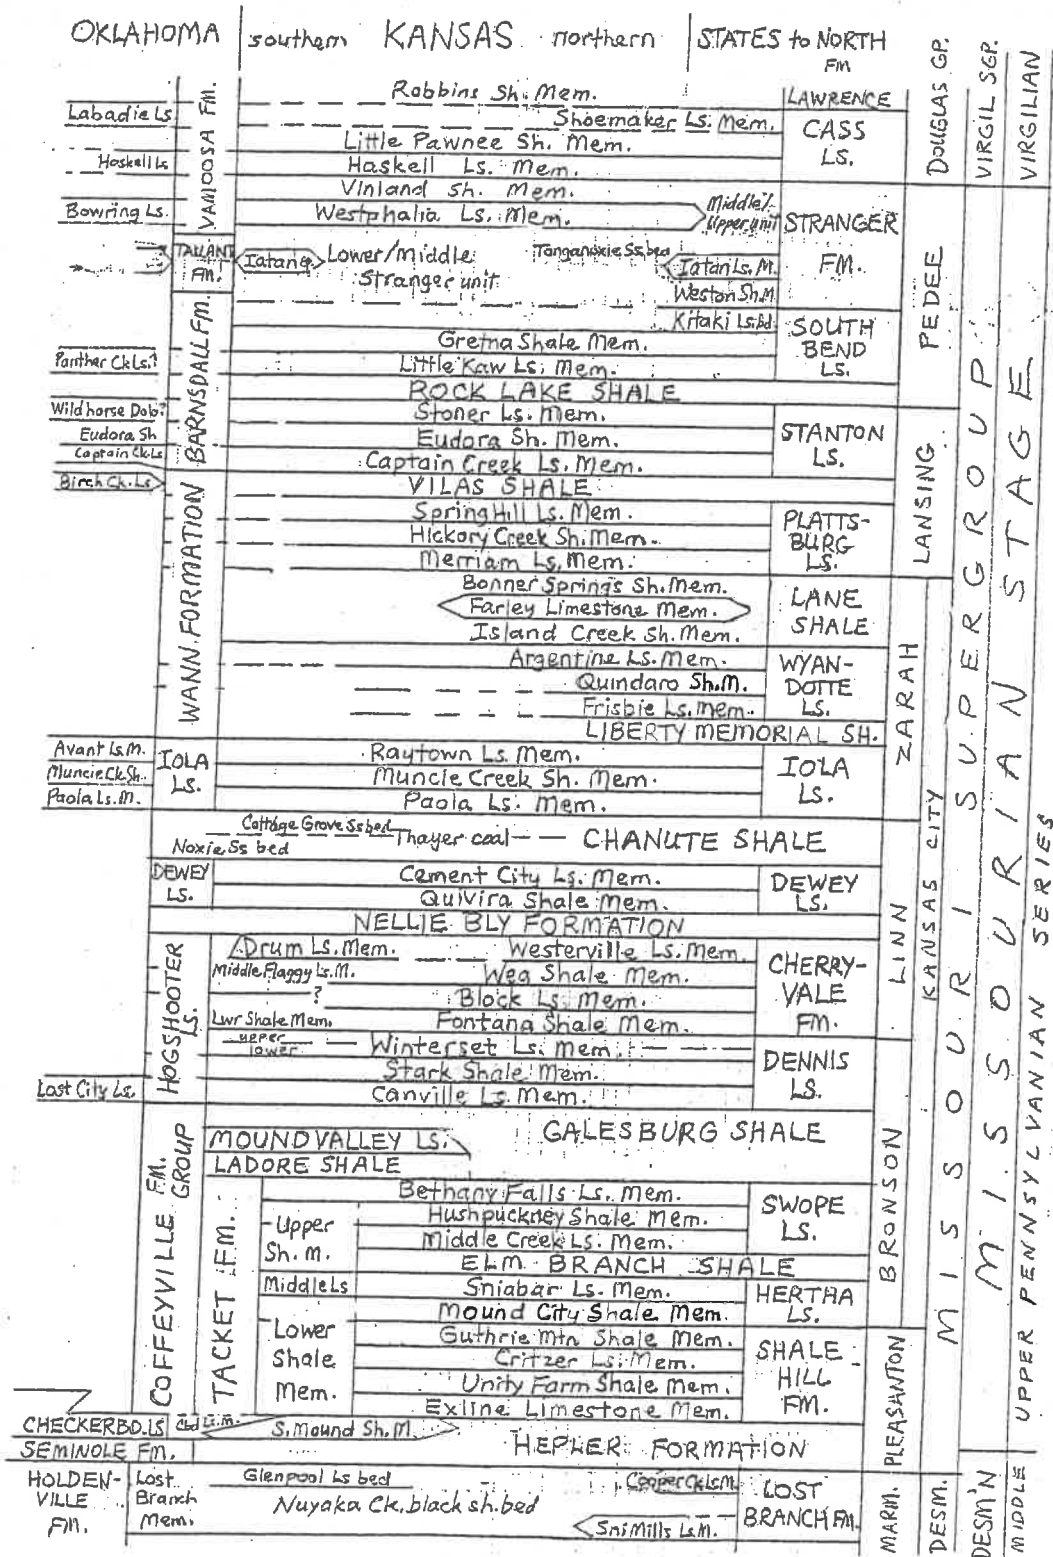 OKLAHOMA southern KANSAS northern STATES to NORTH
FM
DOUGLAS GP.
VIRGIL SGP.
VIRGILIAN
Robbins Sh. Mem.
LAWRENCE
Labadie Ls
VAMOOSA FM.
Shoemaker Ls. Mem.
CASS
LS.
Little Pawnee Sh. Mem.
Haskell Ls
Haskell Ls. Mem.
Vinland Sh. Mem.
Bowring Ls.
Westphalia Ls. Mem.
Middle/
Upper unit
STRANGER
FM.
TALLANT
FM.
Iatan
Lower/middle
Stranger unit
Tonganoxie Ss bed
Iatan Ls. M.
Weston Sh. M
PEDEE
Kitaki Ls. Bd
SOUTH
BEND
LS.
BARNSDALL FM.
Gretna Shale Mem.
Panther Ck Ls.?
Little Kaw Ls. Mem.
ROCK LAKE SHALE
Wildhorse Dolo?
Stoner Ls. Mem.
STANTON
LS.
Eudora Sh
Eudora Sh. Mem.
Captain Ck. Ls
Captain Creek Ls. Mem.
Birch Ck. Ls
VILAS SHALE
LANSING
WANN FORMATION
Spring Hill Ls. Mem.
PLATTS-
BURG
LS.
Hickory Creek Sh. Mem.
Merriam Ls. Mem.
Bonner Springs Sh. Mem.
LANE
SHALE
Farley Limestone Mem.
Island Creek Sh. Mem.
Argentine Ls. Mem.
WYAN-
DOTTE
LS.
Quindaro Sh. M.
Frisbie Ls. Mem.
LIBERTY MEMORIAL SH.
ZARAH
Avant Ls. M.
IOLA
LS.
Raytown Ls. Mem.
IOLA
LS.
Muncie Ck. Sh.
Muncie Creek Sh. Mem.
Paola Ls. M.
Paola Ls. Mem.
Cottage Grove Ss bed
Thayer coal
CHANUTE SHALE
Noxie Ss bed
DEWEY
LS.
Cement City Ls. Mem.
DEWEY
LS.
Quivira Shale Mem.
NELLIE BLY FORMATION
LINN
KANSAS CITY
HOGSHOOTER
LS.
Drum Ls. Mem.
Westerville Ls. Mem.
CHERRY-
VALE
FM.
Middle Flaggy Ls. M.
Wea Shale Mem.
?
Block Ls. Mem.
Lwr Shale Mem.
Fontana Shale Mem.
upper
lower
Winterset Ls. Mem.
DENNIS
LS.
Stark Shale Mem.
Lost City Ls.
Canville Ls. Mem.
GALESBURG SHALE
COFFEYVILLE FM.
GROUP
MOUND VALLEY LS.
LADORE SHALE
BRONSON
TACKET FM.
Bethany Falls Ls. Mem.
SWOPE
LS.
Upper
Sh. m.
Hushpuckney Shale Mem.
Middle Creek Ls. Mem.
ELM BRANCH SHALE
Middle Ls
Sniabar Ls. Mem.
HERTHA
LS.
Mound City Shale Mem.
Lower
Shale
Mem.
Guthrie Mtn Shale Mem.
SHALE
HILL
FM.
Critzer Ls. Mem.
Unity Farm Shale Mem.
Exline Limestone Mem.
PLEASANTON
CHECKERBD. LS
S. Mound Sh. M.
HEPLER FORMATION
SEMINOLE FM.
HOLDEN-
VILLE
FM.
Lost
Branch
Mem.
Glenpool Ls bed
Cooper Ck Ls M.
LOST
BRANCH FM.
Nuyaka Ck. black sh. bed
Sni Mills Ls. M.
MARM.
DESM.
DESM'N
MIDDLE
MISSOURI SUPERGROUP
MISSOURIAN STAGE
UPPER PENNSYLVANIAN SERIES